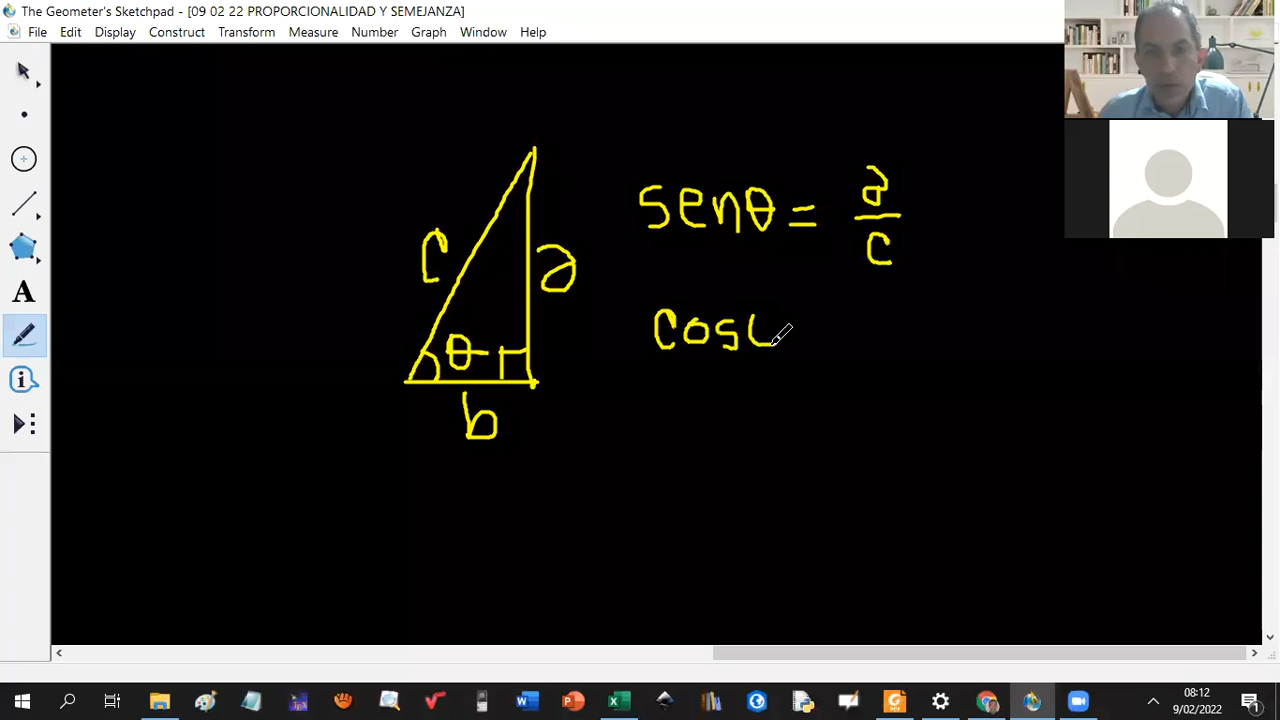 The Geometer's Sketchpad - [09 02 22 PROPORCIONALIDAD Y SEMEJANZA]
File Edit Display Construct Transform Measure Number Graph Window Help
senθ = a
c
c
a
θ
cos
b
A
08:12
9/02/2022